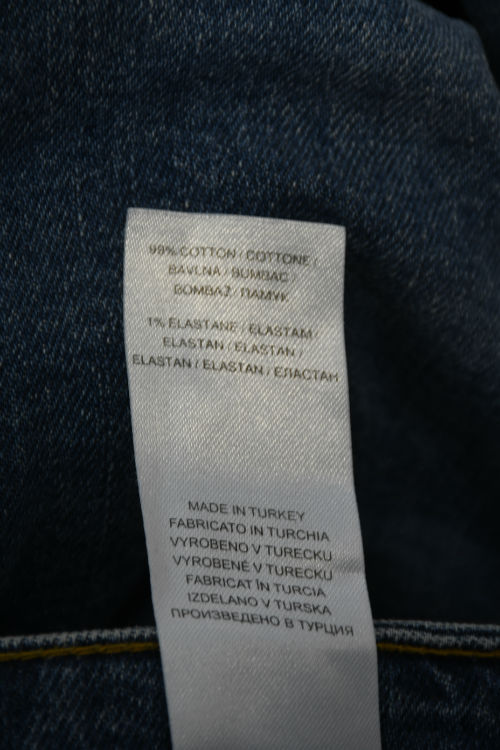 99% COTTON / COTTONE /
BAVLNA / BUMBAC
BOMBAŽ / ПАМУК
1% ELASTANE / ELASTAM
ELASTAN / ELASTAN /
ELASTAN / ELASTAN / ЕЛАСТАН
MADE IN TURKEY
FABRICATO IN TURCHIA
VYROBENO V TURECKU
VYROBENÉ V TURECKU
FABRICAT ÎN TURCIA
IZDELANO V TURSKA
ПРОИЗВЕДЕНО В ТУРЦИЯ